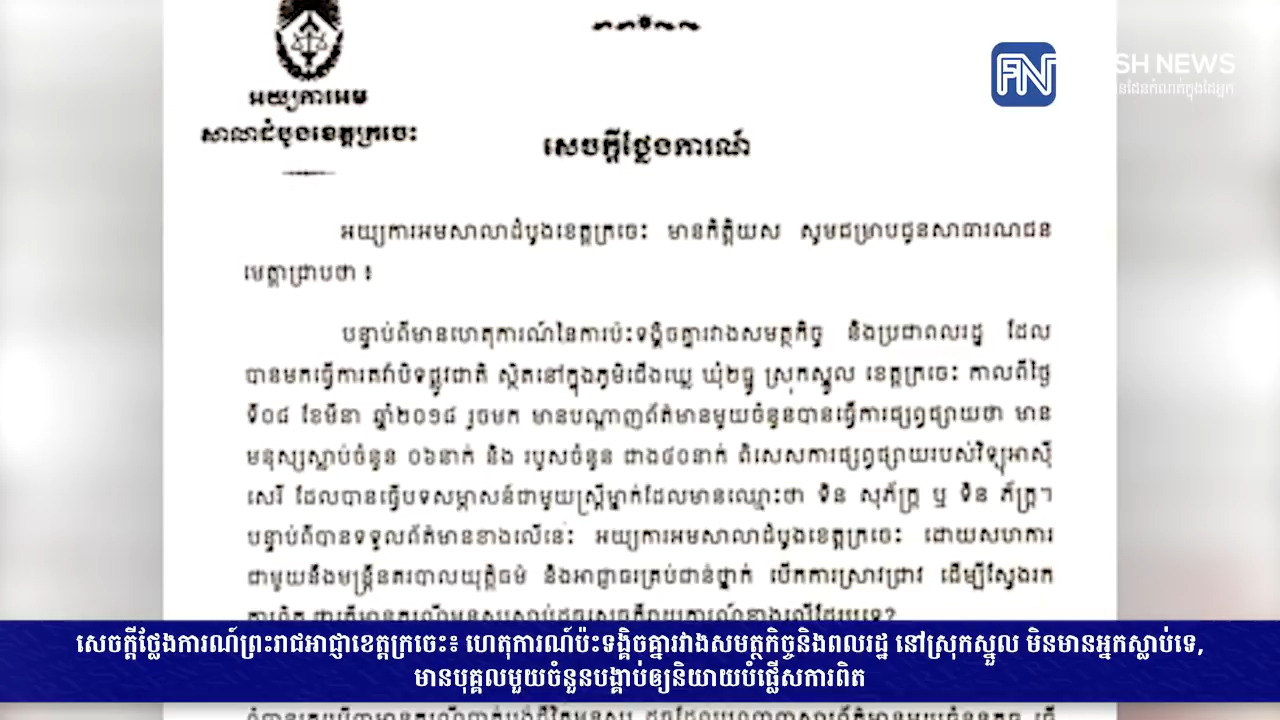 SH NEWS
អយ្យការអម
សាលាដំបូងខេត្តក្រចេះ
សេចក្តីថ្លែងការណ៍
អយ្យការអមសាលាដំបូងខេត្តក្រចេះ មានកិត្តិយស សូមជម្រាបជូនសាធារណជន
មេត្តាជ្រាបថា ៖
បន្ទាប់ពីមានហេតុការណ៍នៃការប៉ះទង្គិចគ្នារវាងសមត្ថកិច្ច និងប្រជាពលរដ្ឋ ដែល
បានមកធ្វើការតវ៉ាបិទផ្លូវជាតិ ស្ថិតនៅក្នុងភូមិជើងឃ្លូ ឃុំ២ធ្នូ ស្រុកស្នួល ខេត្តក្រចេះ កាលពីថ្ងៃ
ទី០៨ ខែមីនា ឆ្នាំ២០១៨ រួចមក មានបណ្តាញព័ត៌មានមួយចំនួនបានធ្វើការផ្សព្វផ្សាយថា មាន
មនុស្សស្លាប់ចំនួន ០៦នាក់ និង របួសចំនួន ជាង៤០នាក់ ពិសេសការផ្សព្វផ្សាយរបស់វិទ្យុអាស៊ី
សេរី ដែលបានធ្វើបទសម្ភាសន៍ជាមួយស្ត្រីម្នាក់ដែលមានឈ្មោះថា ទិន សុភ័ក្ត្រ ឬ ទិន ភ័ក្ត្រ។
បន្ទាប់ពីបានទទួលព័ត៌មានខាងលើនេះ អយ្យការអមសាលាដំបូងខេត្តក្រចេះ ដោយសហការ
ជាមួយនឹងមន្ត្រីនគរបាលយុត្តិធម៌ និងអាជ្ញាធរគ្រប់ជាន់ថ្នាក់ បើកការស្រាវជ្រាវ ដើម្បីស្វែងរក
សេចក្តីថ្លែងការណ៍ព្រះរាជអាជ្ញាខេត្តក្រចេះ៖ ហេតុការណ៍ប៉ះទង្គិចគ្នារវាងសមត្ថកិច្ចនិងពលរដ្ឋ នៅស្រុកស្នួល មិនមានអ្នកស្លាប់ទេ,
មានបុគ្គលមួយចំនួនបង្គាប់ឲ្យនិយាយបំផ្លើសការពិត